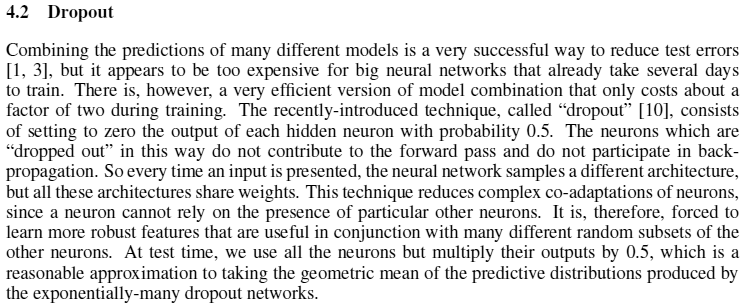 4.2 Dropout
Combining the predictions of many different models is a very successful way to reduce test errors
[1, 3], but it appears to be too expensive for big neural networks that already take several days
to train. There is, however, a very efficient version of model combination that only costs about a
factor of two during training. The recently-introduced technique, called “dropout” [10], consists
of setting to zero the output of each hidden neuron with probability 0.5. The neurons which are
“dropped out” in this way do not contribute to the forward pass and do not participate in back-
propagation. So every time an input is presented, the neural network samples a different architecture,
but all these architectures share weights. This technique reduces complex co-adaptations of neurons,
since a neuron cannot rely on the presence of particular other neurons. It is, therefore, forced to
learn more robust features that are useful in conjunction with many different random subsets of the
other neurons. At test time, we use all the neurons but multiply their outputs by 0.5, which is a
reasonable approximation to taking the geometric mean of the predictive distributions produced by
the exponentially-many dropout networks.